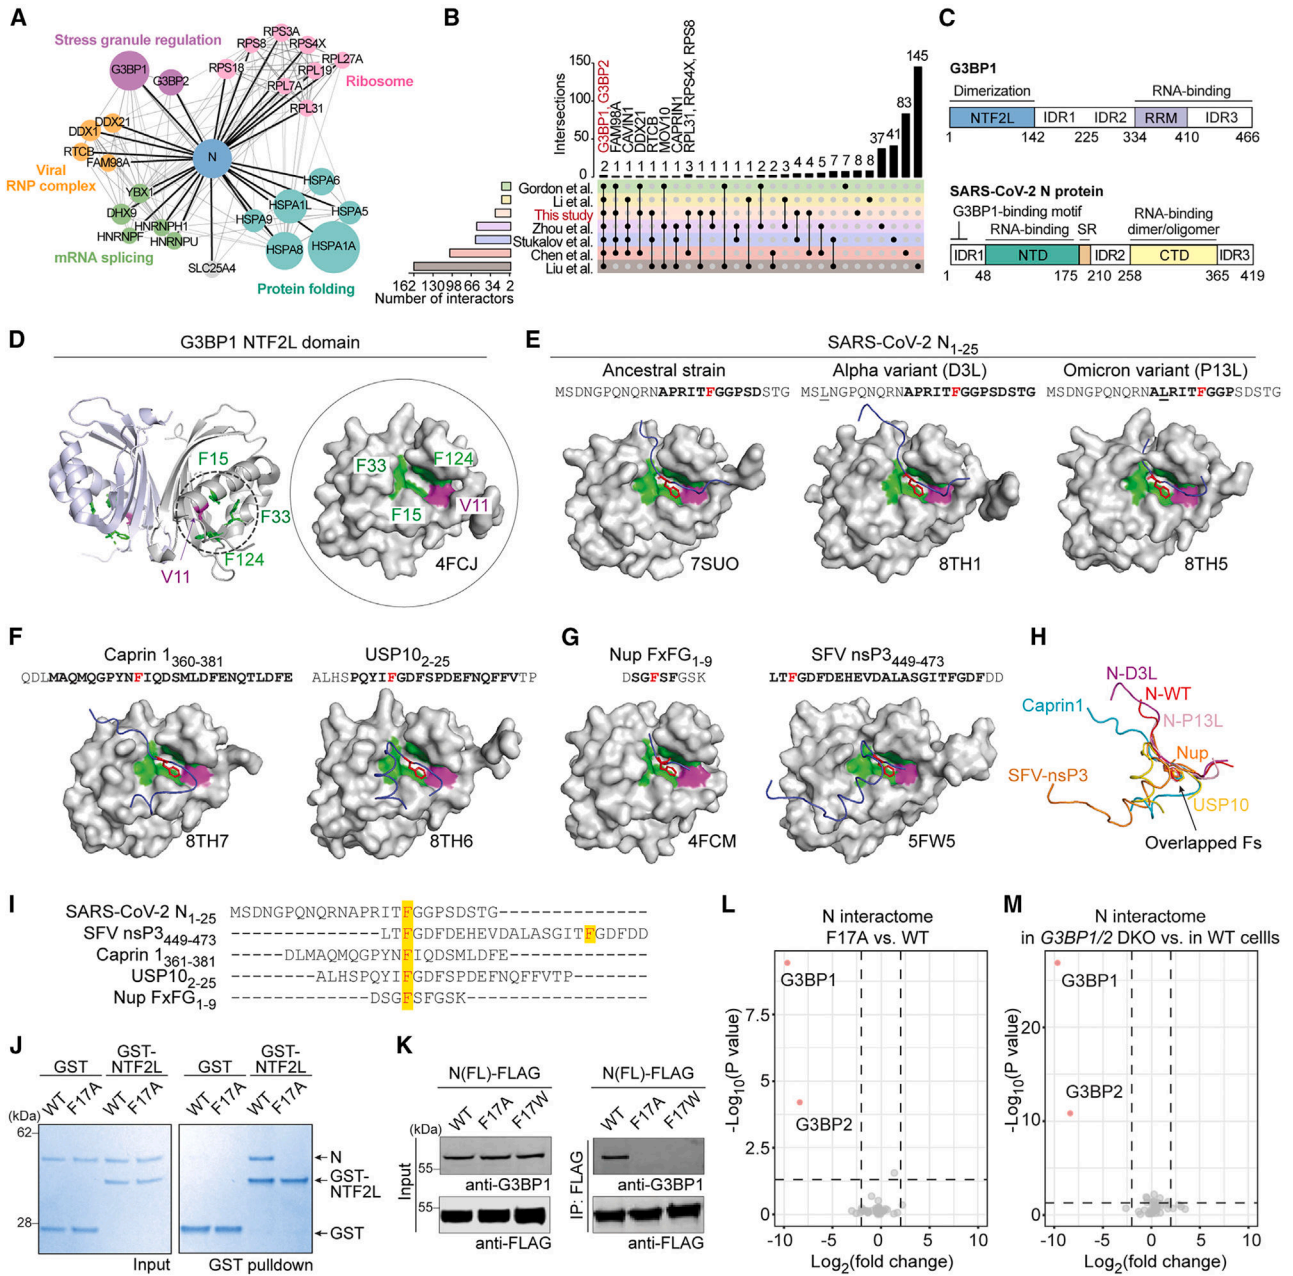 A
Stress granule regulation
G3BP1
G3BP2
RPS3A
RPS8
RPS4X
RPL27A
RPS18
RPL19
RPL7A
RPL31
Ribosome
DDX21
DDX1
RTCB
FAM98A
Viral
RNP complex
N
YBX1
DHX9
HNRNPH1
HNRNPF
HNRNPU
mRNA splicing
SLC25A4
HSPA6
HSPA1L
HSPA5
HSPA9
HSPA8
HSPA1A
Protein folding
B
Intersections
150
100
50
0
G3BP1, G3BP2
FAM98A
CAVIN1
DDX21
RTCB
MOV10
CAPRIN1
RPL31, RPS4X, RPS8
2 1 1 1 1 1 1 3 1 1 1 1 1 2 2 3 4 4 5 7 7 8 8 37 41 83 145
Gordon et al.
Li et al.
This study
Zhou et al.
Stukalov et al.
Chen et al.
Liu et al.
162 130 98 66 34 2
Number of interactors
C
G3BP1
Dimerization
RNA-binding
NTF2L IDR1 IDR2 RRM IDR3
1 142 225 334 410 466
SARS-CoV-2 N protein
G3BP1-binding motif
RNA-binding
SR
RNA-binding
dimer/oligomer
IDR1 NTD IDR2 CTD IDR3
1 48 175 210 258 365 419
D
G3BP1 NTF2L domain
F15
F33
F124
V11
F33
F124
F15
V11
4FCJ
E
SARS-CoV-2 N1-25
Ancestral strain
MSDNGPQNQRNAPRITFGGPSDSTG
7SUO
Alpha variant (D3L)
MSLNGPQNQRNAPRITFGGPSDSTG
8TH1
Omicron variant (P13L)
MSDNGPQNQRNALRITFGGPSDSTG
8TH5
F
Caprin 1360-381
QDLMAQMQGPYNFIQDSMLDFENQTLDFE
8TH7
USP102-25
ALHSPQYIFGDFSPDEFNQFFVTP
8TH6
G
Nup FxFG1-9
DSGFSFGSK
4FCM
SFV nsP3449-473
LTFGDFDEHEVDALASGITFGDFDD
5FW5
H
N-D3L
N-WT
Caprin1
N-P13L
Nup
SFV-nsP3
USP10
Overlapped Fs
I
SARS-CoV-2 N1-25 MSDNGPQNQRNAPRITFGGPSDSTG---------------
SFV nsP3449-473 --------------LTFGDFDEHEVDALASGITFGDFDD
Caprin 1361-381 -----DLMAQMQGPYNFIQDSMLDFE--------------
USP102-25 --------ALHSPQYIFGDFSPDEFNQFFVTP-------
Nup FxFG1-9 -------------DSGFSFGSK-----------------
J
GST
GST-
NTF2L
GST
GST-
NTF2L
WT F17A WT F17A WT F17A WT F17A
(kDa)
62
28
N
GST-
NTF2L
GST
Input
GST pulldown
K
N(FL)-FLAG
N(FL)-FLAG
WT F17A F17W WT F17A F17W
(kDa)
55
55
Input
IP: FLAG
anti-G3BP1
anti-G3BP1
anti-FLAG
anti-FLAG
L
N interactome
F17A vs. WT
G3BP1
G3BP2
-Log10(P value)
7.5
5
2.5
0
-10 -5 0 5 10
Log2(fold change)
M
N interactome
in G3BP1/2 DKO vs. in WT cellls
G3BP1
G3BP2
-Log10(P value)
20
10
0
-10 -5 0 5 10
Log2(fold change)